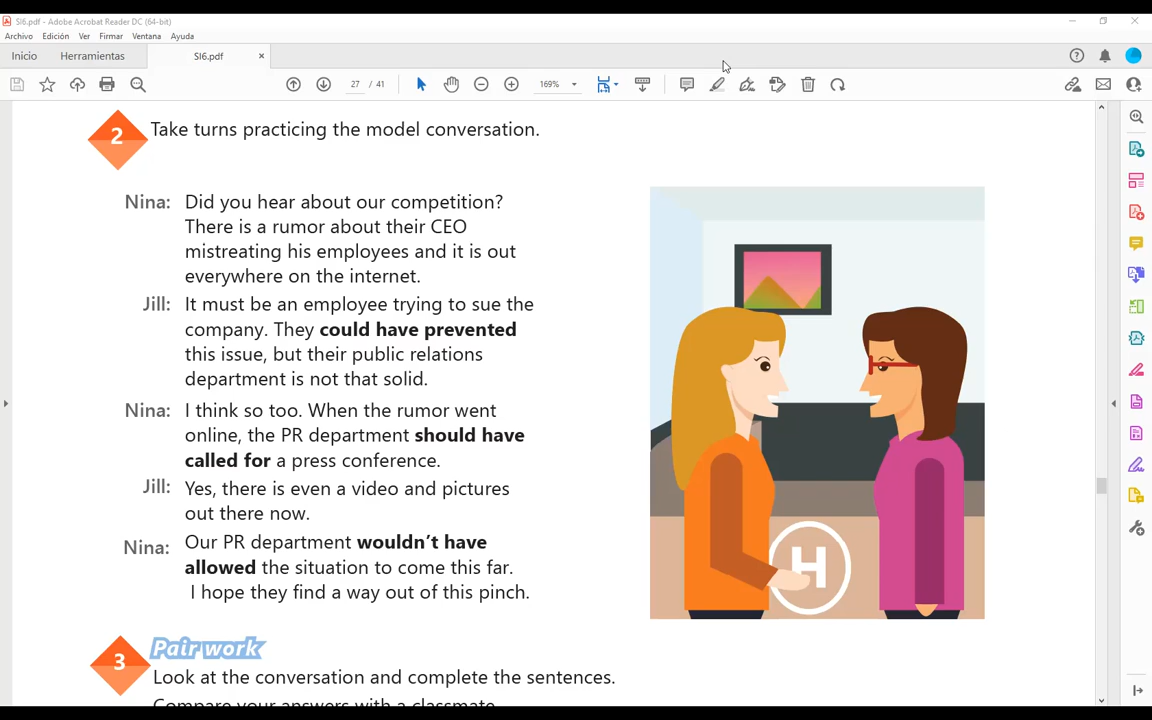 SI6.pdf - Adobe Acrobat Reader DC (64-bit)
Archivo Edición Ver Firmar Ventana Ayuda
Inicio Herramientas SI6.pdf ×
27 / 41 169%
2 Take turns practicing the model conversation.
Nina: Did you hear about our competition?
There is a rumor about their CEO
mistreating his employees and it is out
everywhere on the internet.
Jill: It must be an employee trying to sue the
company. They could have prevented
this issue, but their public relations
department is not that solid.
Nina: I think so too. When the rumor went
online, the PR department should have
called for a press conference.
Jill: Yes, there is even a video and pictures
out there now.
Nina: Our PR department wouldn't have
allowed the situation to come this far.
I hope they find a way out of this pinch.
H
Pair work
3 Look at the conversation and complete the sentences.
Compare your answers with a classmate